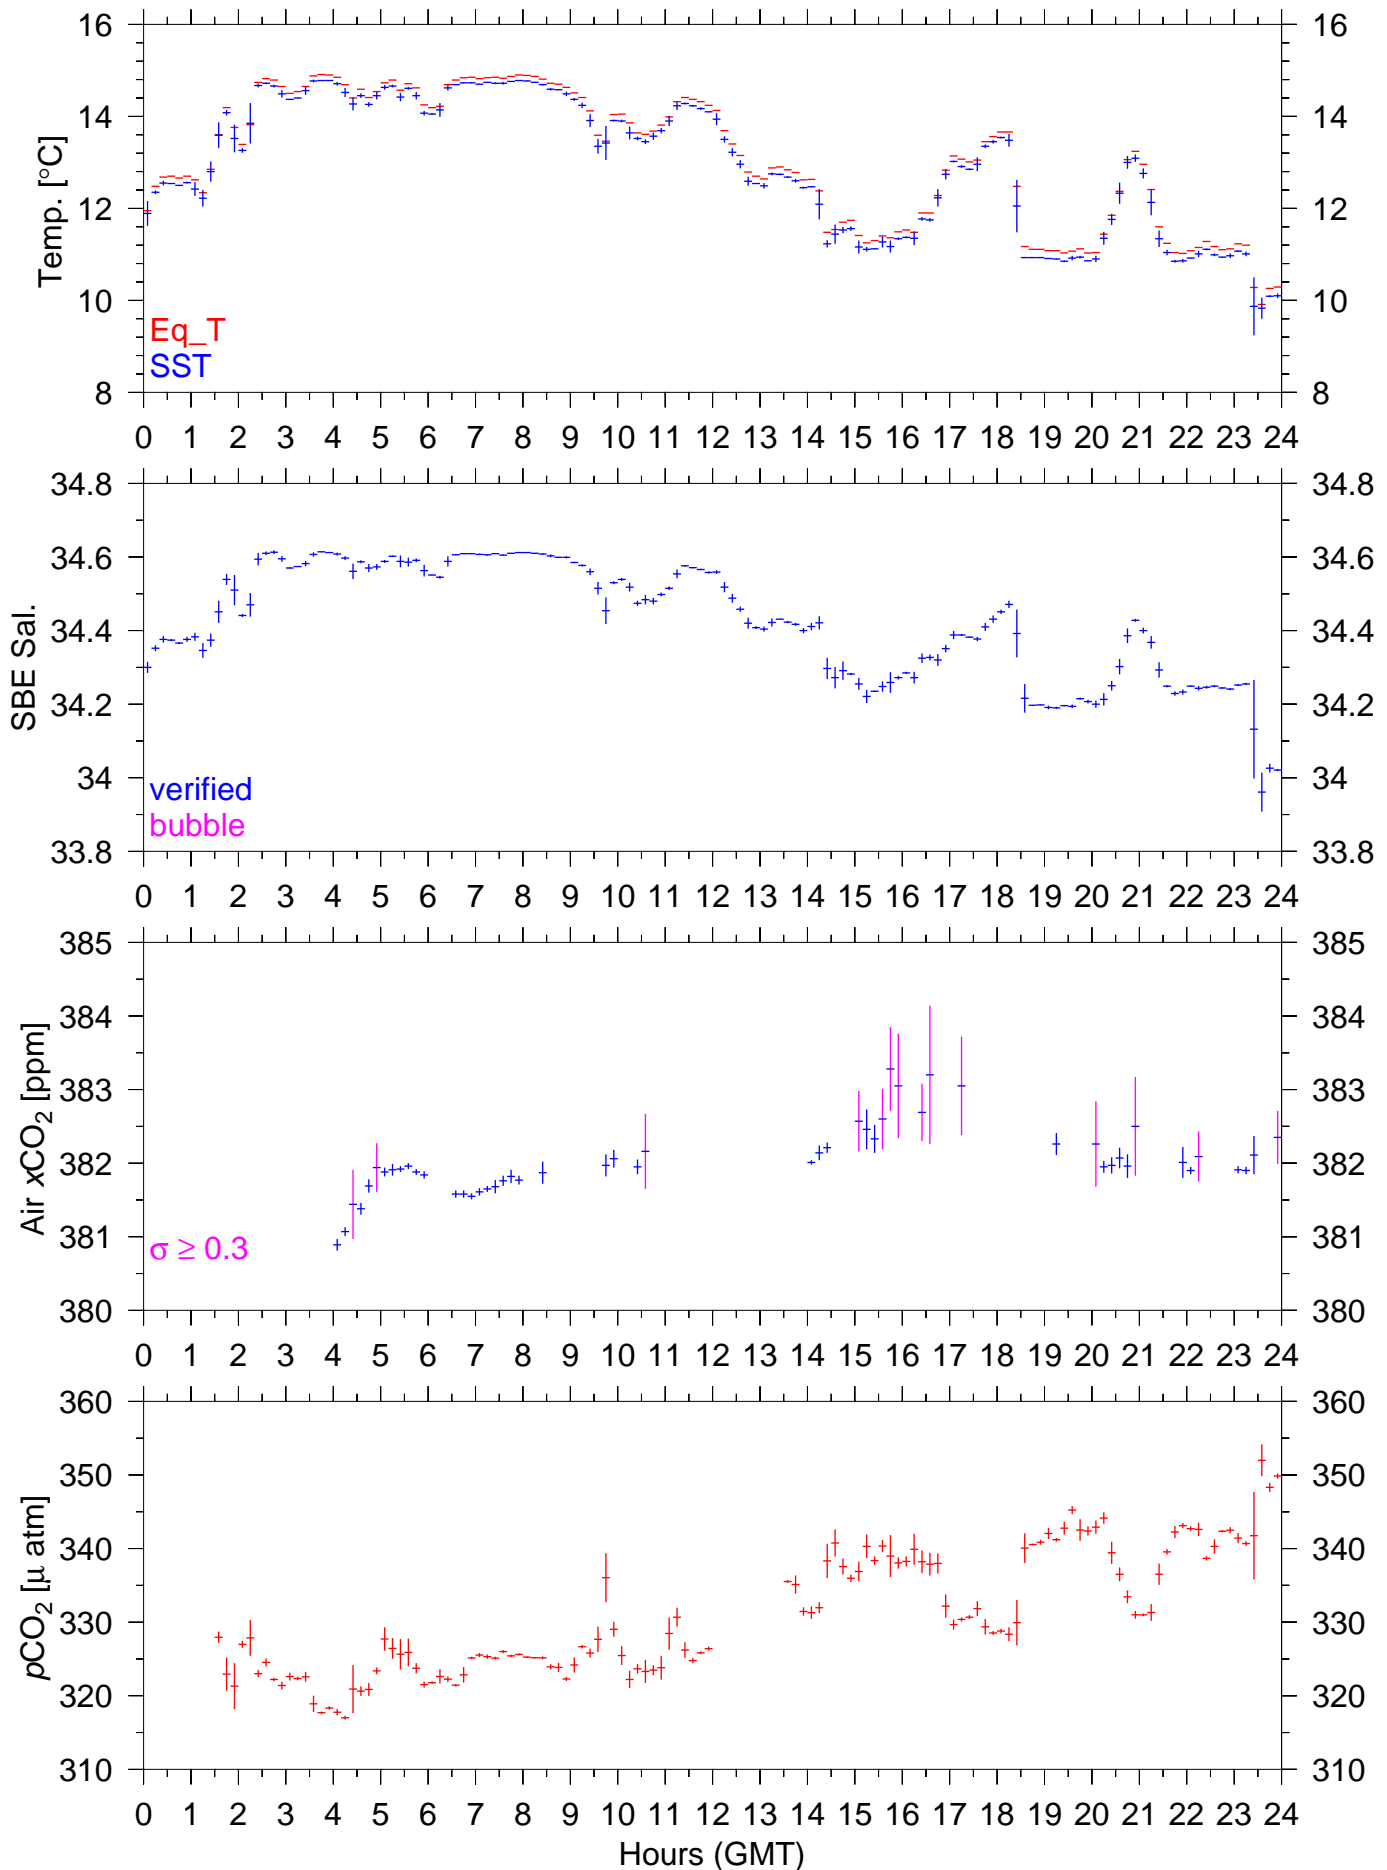 16 16
14 14
12 12
10 10
8 8
Temp. [°C]
Eq_T
SST
0 1 2 3 4 5 6 7 8 9 10 11 12 13 14 15 16 17 18 19 20 21 22 23 24
34.8 34.8
34.6 34.6
34.4 34.4
34.2 34.2
34 34
33.8 33.8
SBE Sal.
verified
bubble
0 1 2 3 4 5 6 7 8 9 10 11 12 13 14 15 16 17 18 19 20 21 22 23 24
385 385
384 384
383 383
382 382
381 381
380 380
Air xCO₂ [ppm]
σ ≥ 0.3
0 1 2 3 4 5 6 7 8 9 10 11 12 13 14 15 16 17 18 19 20 21 22 23 24
360 360
350 350
340 340
330 330
320 320
310 310
pCO₂ [μ atm]
0 1 2 3 4 5 6 7 8 9 10 11 12 13 14 15 16 17 18 19 20 21 22 23 24
Hours (GMT)